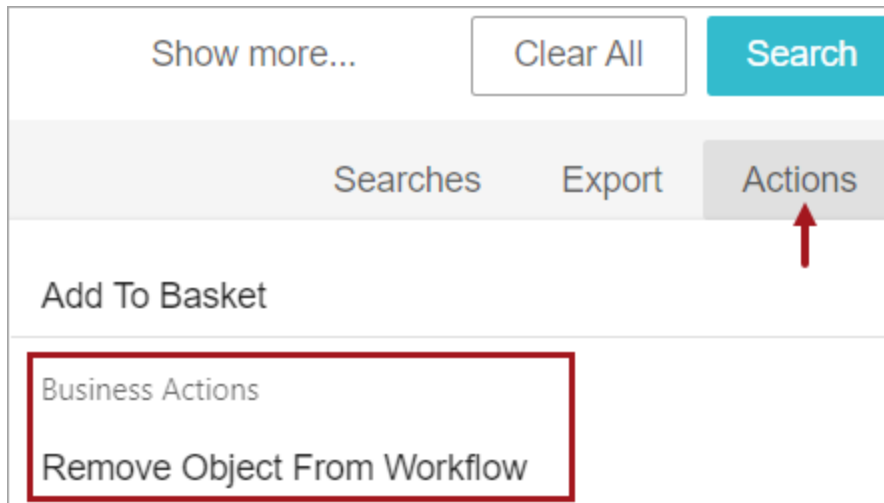 Show more... Clear All Search
Searches Export Actions
Add To Basket
Business Actions
Remove Object From Workflow